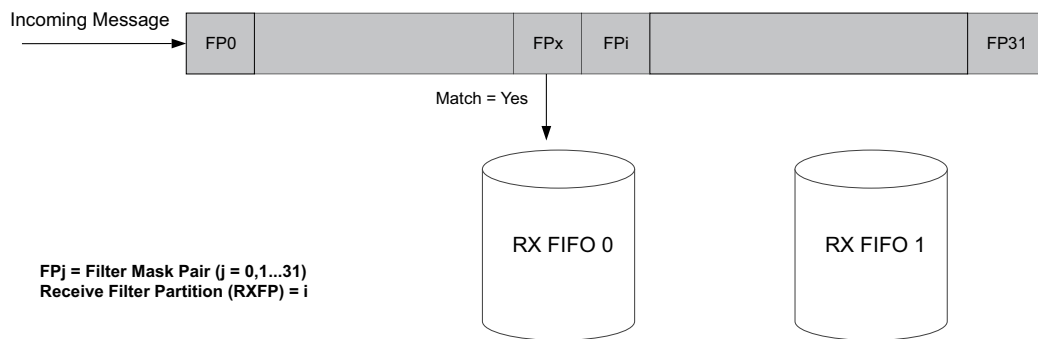 Incoming Message
FP0
FPx
FPi
FP31
Match = Yes
RX FIFO 0
RX FIFO 1
FPj = Filter Mask Pair (j = 0,1...31)
Receive Filter Partition (RXFP) = i